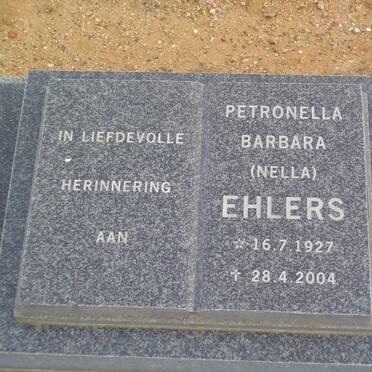 IN LIEFDEVOLLE
HERINNERING
AAN
PETRONELLA
BARBARA
(NELLA)
EHLERS
☆ 16.7.1927
✝ 28.4.2004